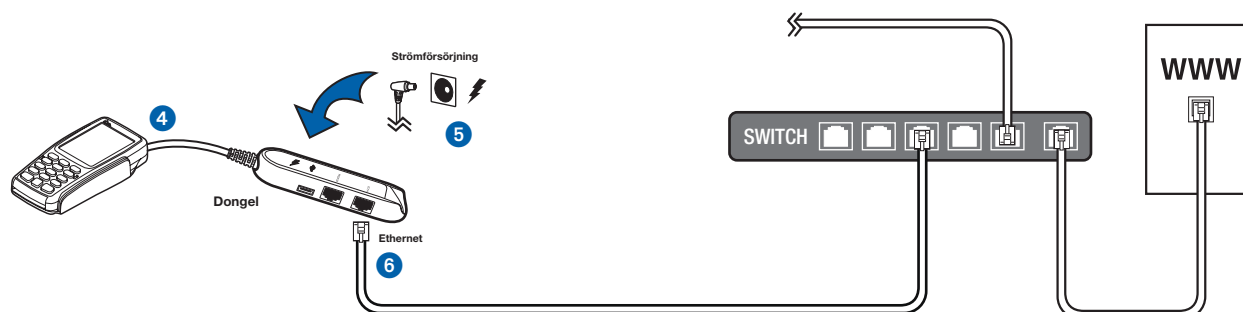 Strömförsörjning
4
5
Dongel
Ethernet
6
SWITCH
WWW